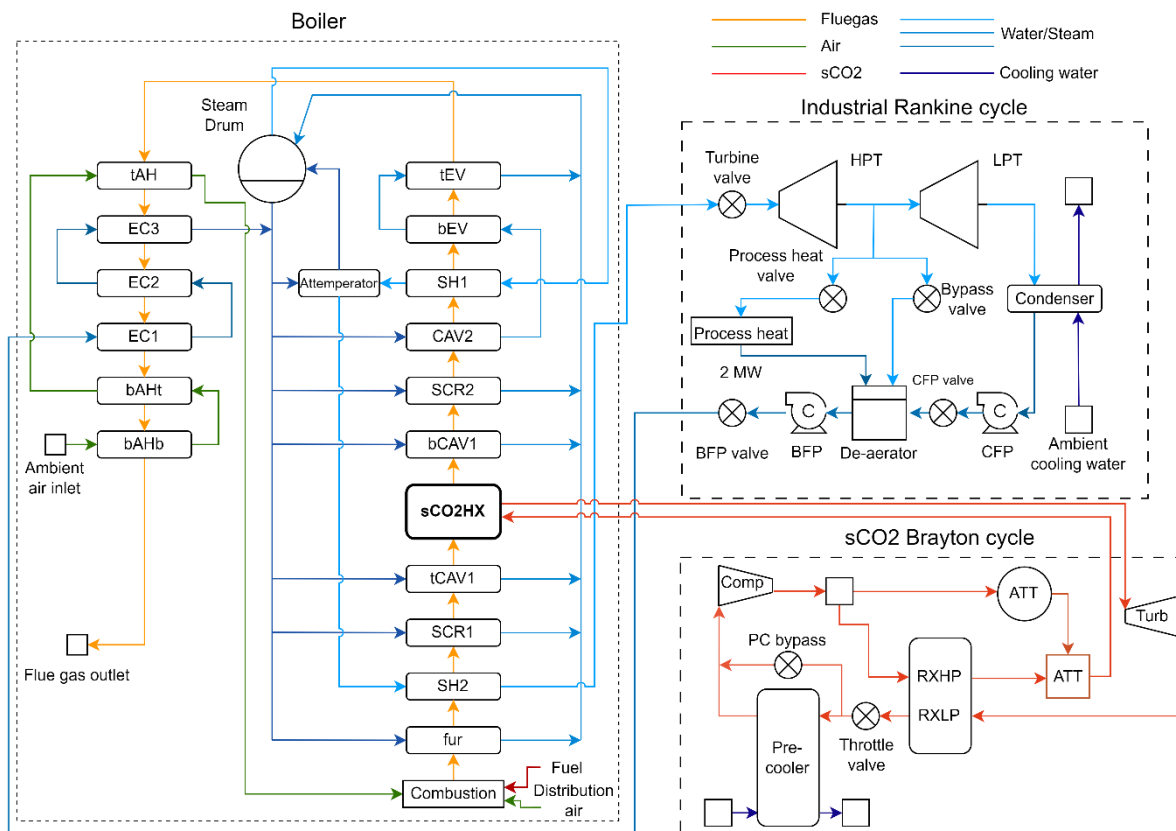 Boiler
Fluegas
Air
sCO2
Water/Steam
Cooling water
Steam
Drum
tAH
EC3
EC2
EC1
bAHt
bAHb
Ambient
air inlet
Flue gas outlet
tEV
bEV
Attemperator
SH1
CAV2
SCR2
bCAV1
sCO2HX
tCAV1
SCR1
SH2
fur
Combustion
Fuel
Distribution
air
Industrial Rankine cycle
Turbine
valve
HPT
LPT
Process heat
valve
Bypass
valve
Condenser
Process heat
2 MW
CFP valve
C
C
BFP valve
BFP
De-aerator
CFP
Ambient
cooling water
sCO2 Brayton cycle
Comp
ATT
Turb
PC bypass
RXHP
ATT
RXLP
Throttle
valve
Pre-
cooler